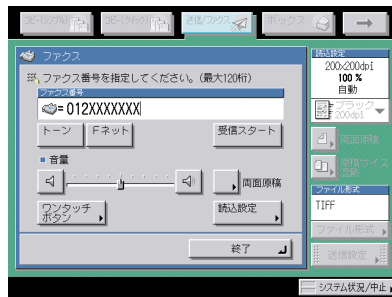 コピー(シンプル)
コピー(クイック)
送信/ファクス
ボックス
ファクス
ファクス番号を指定してください。(最大120桁)
ファクス番号
=012XXXXXXX
トーン
Fネット
受信スタート
音量
両面原稿
ワンタッチ
ボタン
読込設定
終了
読込設定
200x200dpi
100 %
自動
ブラック
200dpi
両面原稿
原稿サイズ
混載
ファイル形式
TIFF
ファイル形式
送信設定
システム状況/中止